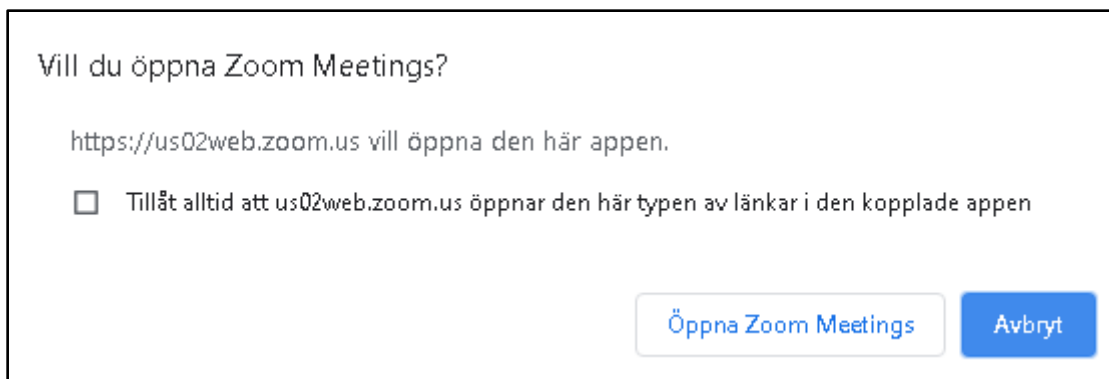 Vill du öppna Zoom Meetings?
https://us02web.zoom.us vill öppna den här appen.
Tillåt alltid att us02web.zoom.us öppnar den här typen av länkar i den kopplade appen
Öppna Zoom Meetings
Avbryt